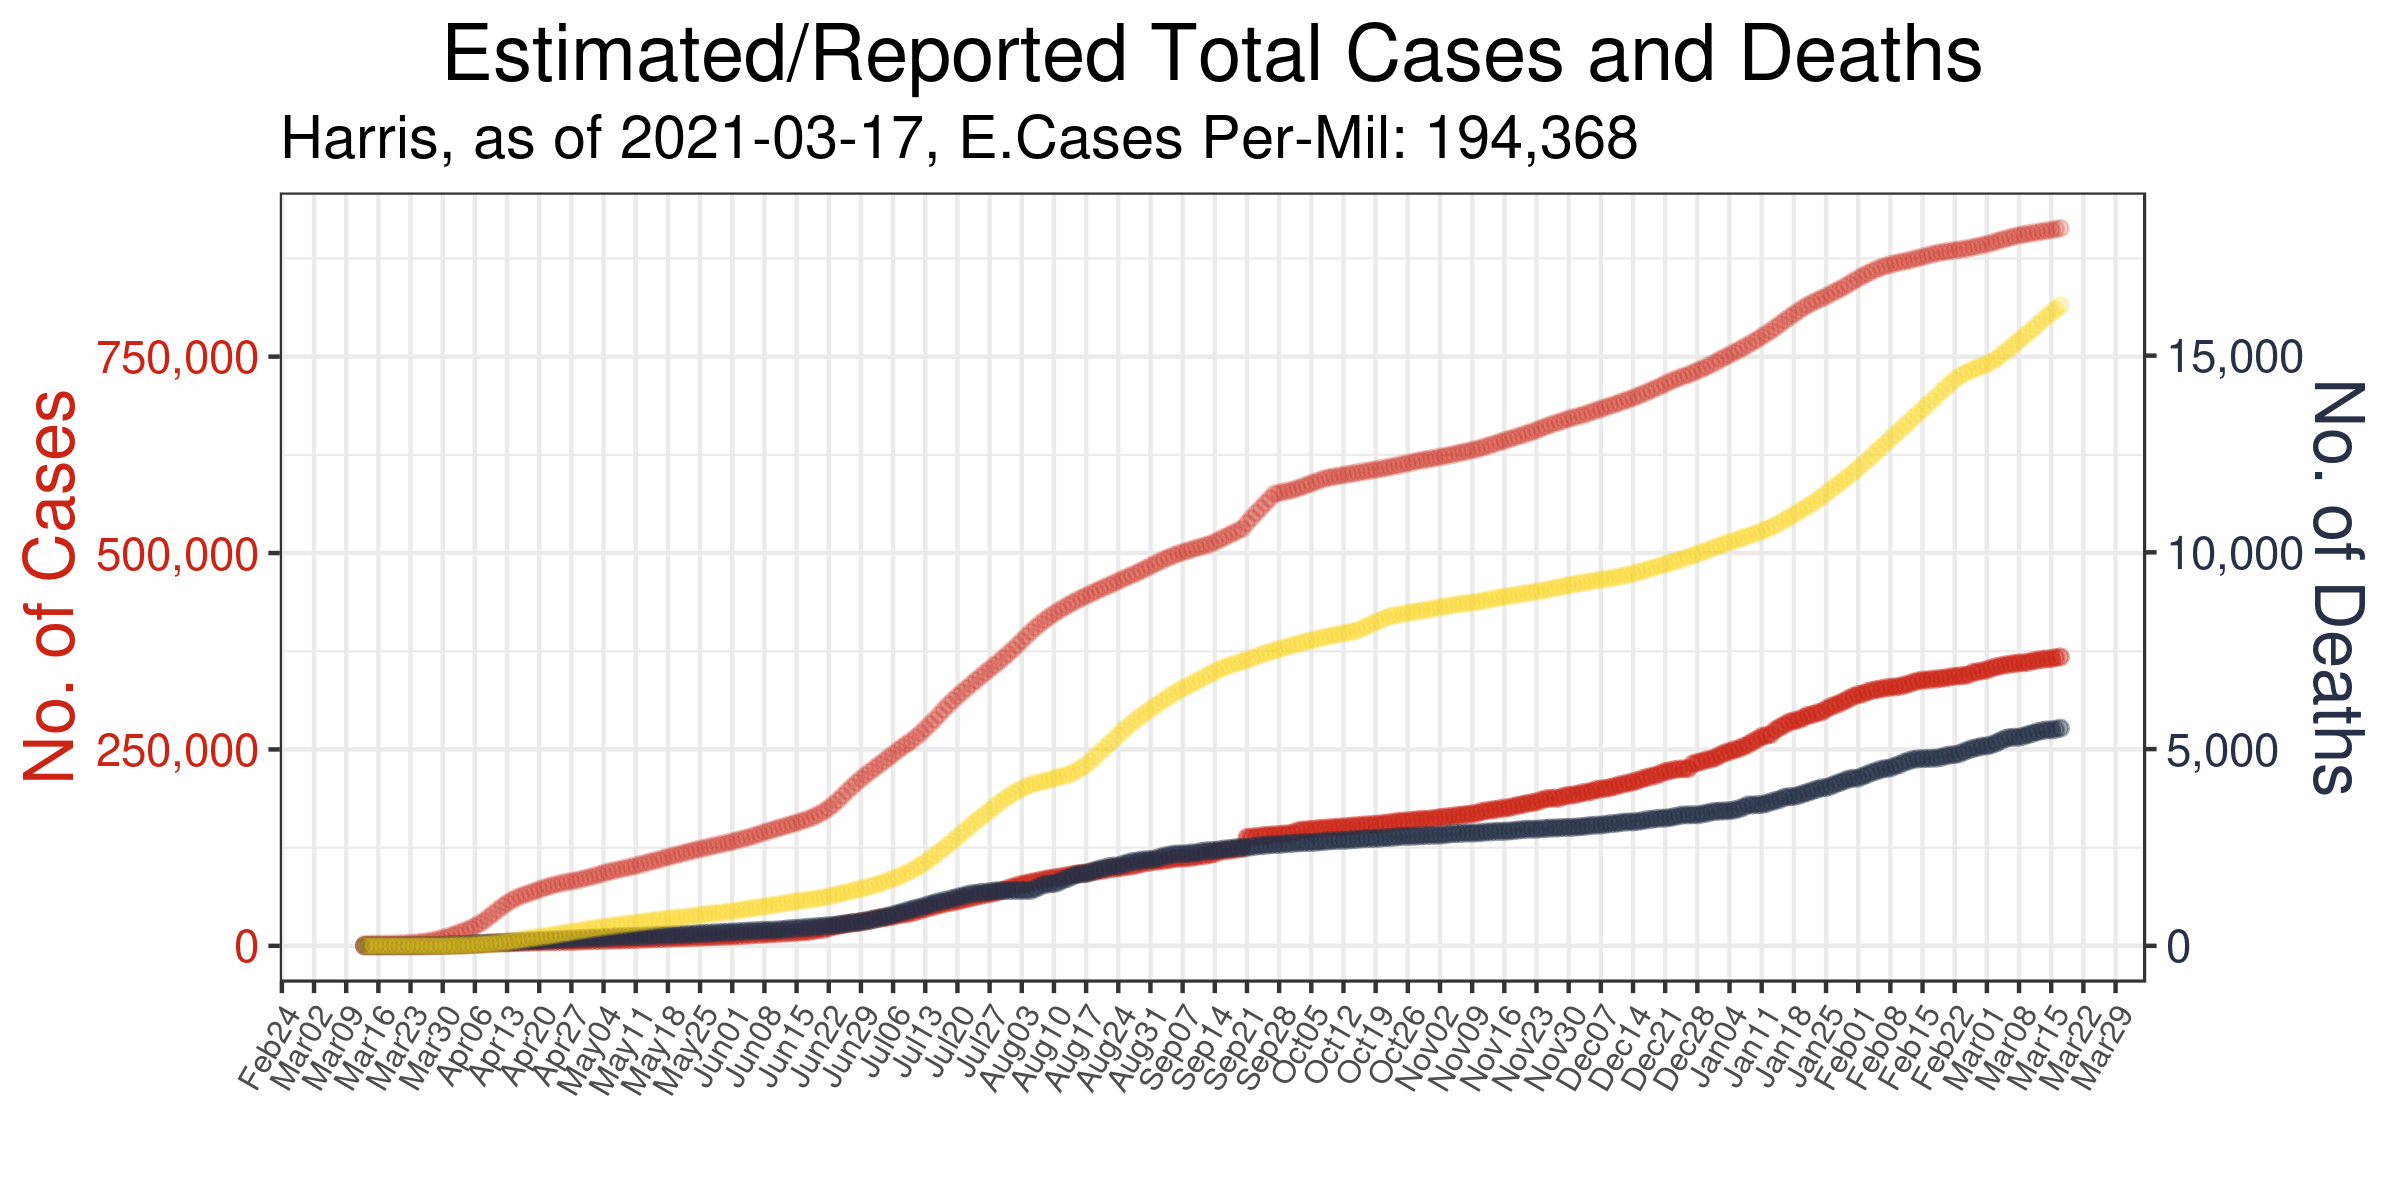 Estimated/Reported Total Cases and Deaths
Harris, as of 2021-03-17, E.Cases Per-Mil: 194,368
No. of Cases
750,000
500,000
250,000
0
15,000
10,000
5,000
0
No. of Deaths
Feb24
Mar02
Mar09
Mar16
Mar23
Mar30
Apr06
Apr13
Apr20
Apr27
May04
May11
May18
May25
Jun01
Jun08
Jun15
Jun22
Jun29
Jul06
Jul13
Jul20
Jul27
Aug03
Aug10
Aug17
Aug24
Aug31
Sep07
Sep14
Sep21
Sep28
Oct05
Oct12
Oct19
Oct26
Nov02
Nov09
Nov16
Nov23
Nov30
Dec07
Dec14
Dec21
Dec28
Jan04
Jan11
Jan18
Jan25
Feb01
Feb08
Feb15
Feb22
Mar01
Mar08
Mar15
Mar22
Mar29